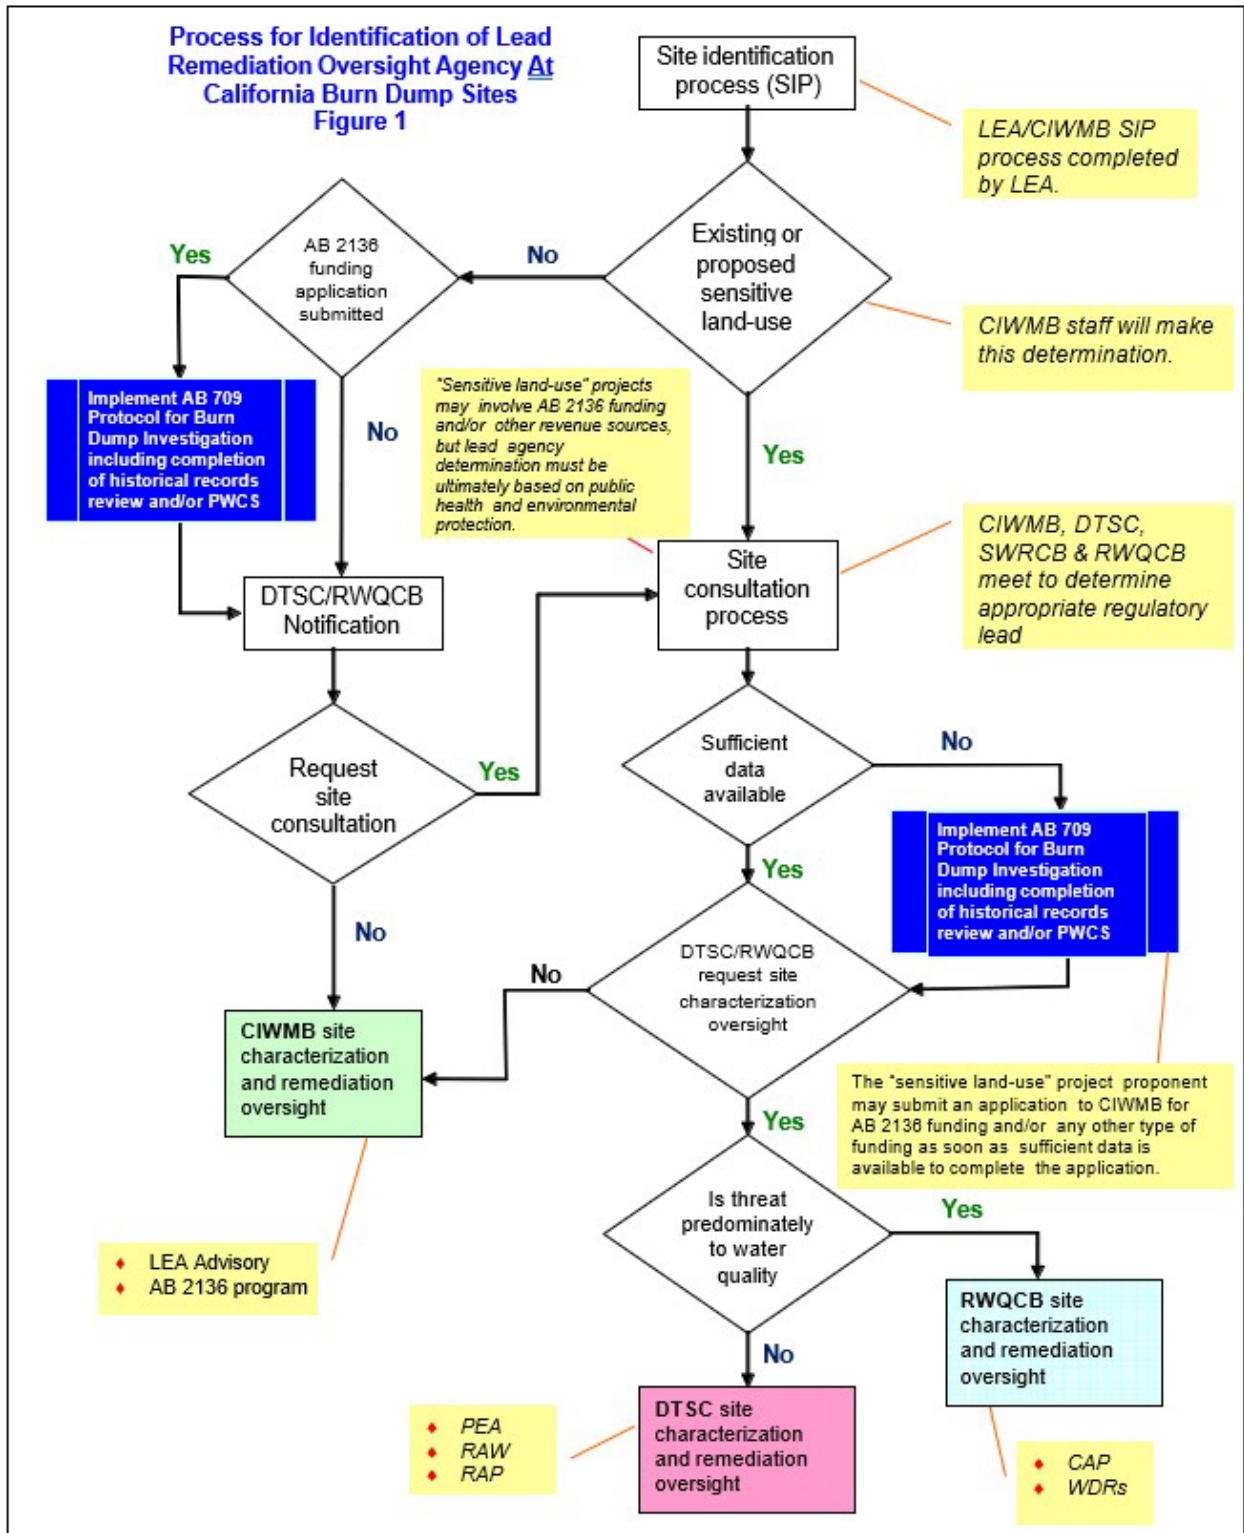 Process for Identification of Lead
Remediation Oversight Agency At
California Burn Dump Sites
Figure 1
Site identification
process (SIP)
LEA/CIWMB SIP
process completed
by LEA.
Existing or
proposed
sensitive
land-use
CIWMB staff will make
this determination.
No
AB 2136
funding
application
submitted
Yes
Implement AB 709
Protocol for Burn
Dump Investigation
including completion
of historical records
review and/or PWCS
No
"Sensitive land-use" projects
may involve AB 2136 funding
and/or other revenue sources,
but lead agency
determination must be
ultimately based on public
health and environmental
protection.
Yes
DTSC/RWQCB
Notification
Site
consultation
process
CIWMB, DTSC,
SWRCB & RWQCB
meet to determine
appropriate regulatory
lead
Request
site
consultation
Yes
Sufficient
data
available
No
Implement AB 709
Protocol for Burn
Dump Investigation
including completion
of historical records
review and/or PWCS
Yes
No
DTSC/RWQCB
request site
characterization
oversight
No
CIWMB site
characterization
and remediation
oversight
The "sensitive land-use" project proponent
may submit an application to CIWMB for
AB 2136 funding and/or any other type of
funding as soon as sufficient data is
available to complete the application.
Yes
Is threat
predominately
to water
quality
Yes
♦ LEA Advisory
♦ AB 2136 program
RWQCB site
characterization
and remediation
oversight
No
DTSC site
characterization
and remediation
oversight
♦ PEA
♦ RAW
♦ RAP
♦ CAP
♦ WDRs